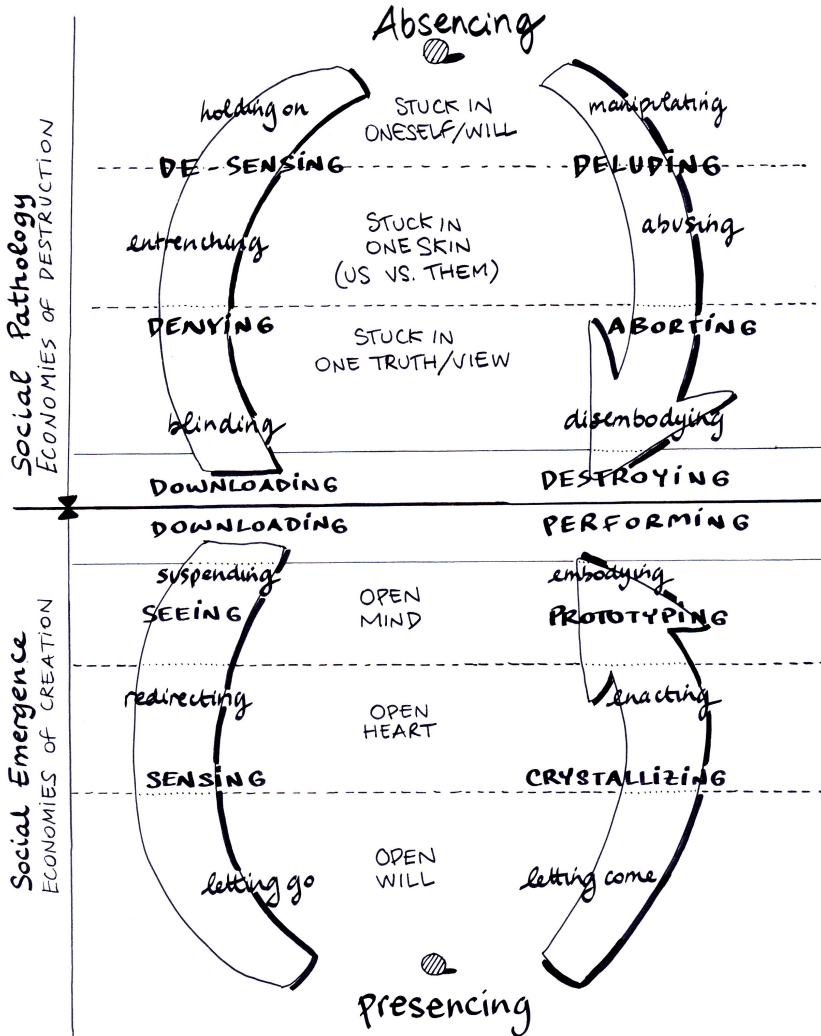 Absencing
holding on
STUCK IN
ONESELF/WILL
manipulating
DE-SENSING
DELUDING
entrenching
STUCK IN
ONE SKIN
(US VS. THEM)
abusing
DENYING
STUCK IN
ONE TRUTH/VIEW
ABORTING
blinding
disembodying
DOWNLOADING
DESTROYING
Social Pathology
ECONOMIES OF DESTRUCTION
DOWNLOADING
PERFORMING
suspending
embodying
SEEING
OPEN
MIND
PROTOTYPING
redirecting
OPEN
HEART
enacting
SENSING
CRYSTALLIZING
letting go
OPEN
WILL
letting come
presencing
Social Emergence
ECONOMIES OF CREATION